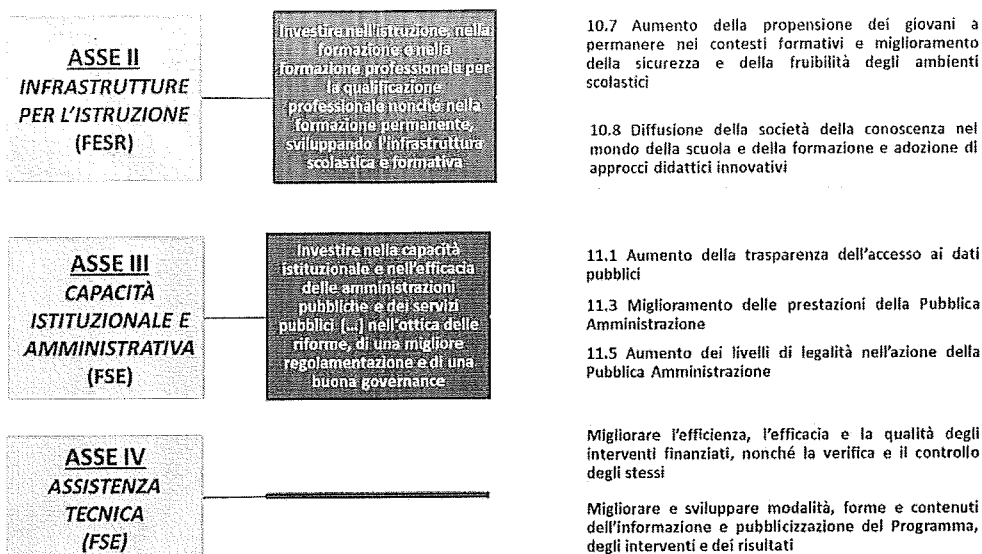 ASSE II
INFRASTRUTTURE
PER L'ISTRUZIONE
(FESR)
Investire nell'istruzione, nella
formazione e nella
formazione professionale per
la qualificazione
professionale nonché nella
formazione permanente,
sviluppando l'infrastruttura
scolastica e formativa
10.7 Aumento della propensione dei giovani a
permanere nei contesti formativi e miglioramento
della sicurezza e della fruibilità degli ambienti
scolastici
10.8 Diffusione della società della conoscenza nel
mondo della scuola e della formazione e adozione di
approcci didattici innovativi
ASSE III
CAPACITÀ
ISTITUZIONALE E
AMMINISTRATIVA
(FSE)
Investire nella capacità
istituzionale e nell'efficacia
delle amministrazioni
pubbliche e dei servizi
pubblici [...] nell'ottica delle
riforme, di una migliore
regolamentazione e di una
buona governance
11.1 Aumento della trasparenza dell'accesso ai dati
pubblici
11.3 Miglioramento delle prestazioni della Pubblica
Amministrazione
11.5 Aumento dei livelli di legalità nell'azione della
Pubblica Amministrazione
ASSE IV
ASSISTENZA
TECNICA
(FSE)
Migliorare l'efficienza, l'efficacia e la qualità degli
interventi finanziati, nonché la verifica e il controllo
degli stessi
Migliorare e sviluppare modalità, forme e contenuti
dell'informazione e pubblicizzazione del Programma,
degli interventi e dei risultati